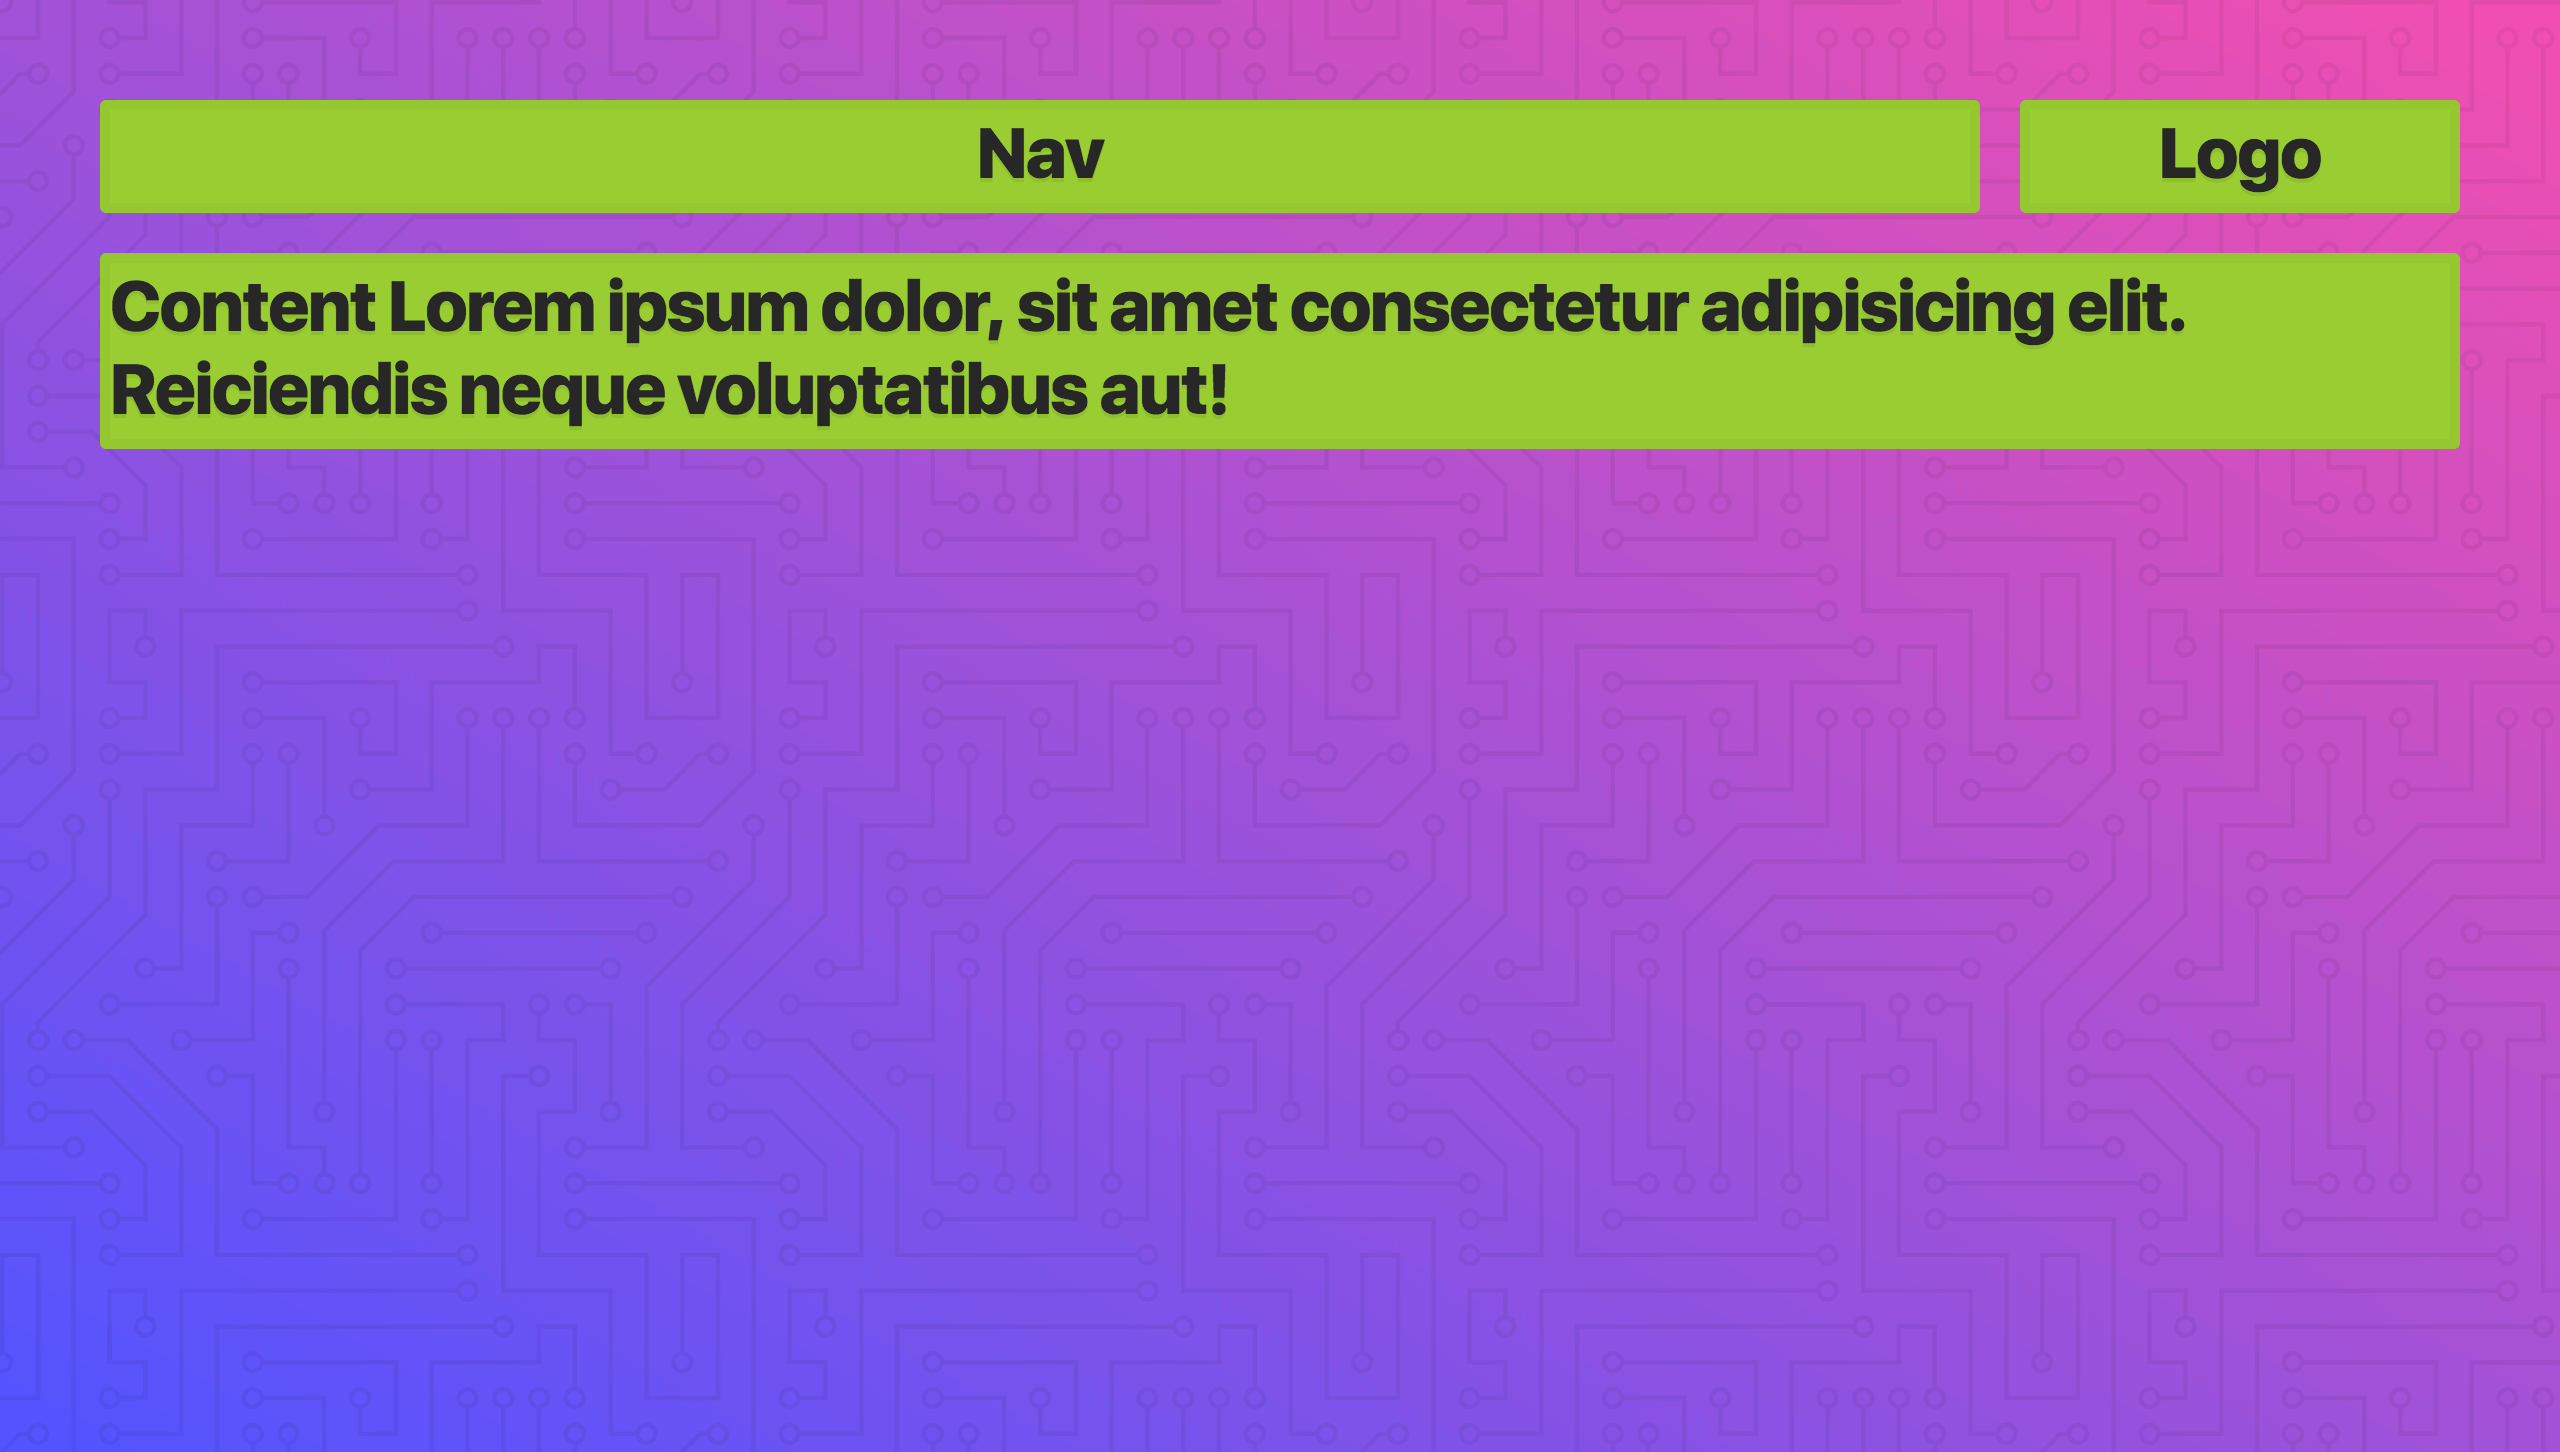 Nav
Logo
Content Lorem ipsum dolor, sit amet consectetur adipisicing elit.
Reiciendis neque voluptatibus aut!